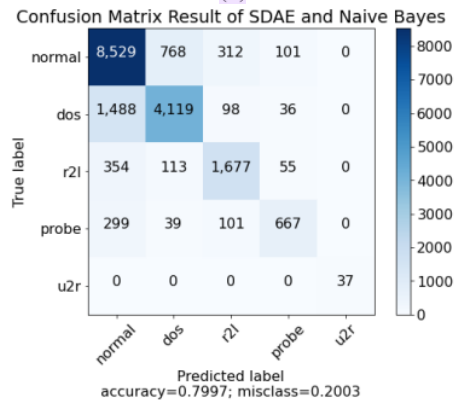 Confusion Matrix Result of SDAE and Naive Bayes
normal 8,529 768 312 101 0
dos 1,488 4,119 98 36 0
r2l 354 113 1,677 55 0
probe 299 39 101 667 0
u2r 0 0 0 0 37
True label
normal dos r2l probe u2r
Predicted label
accuracy=0.7997; misclass=0.2003
8000
7000
6000
5000
4000
3000
2000
1000
0